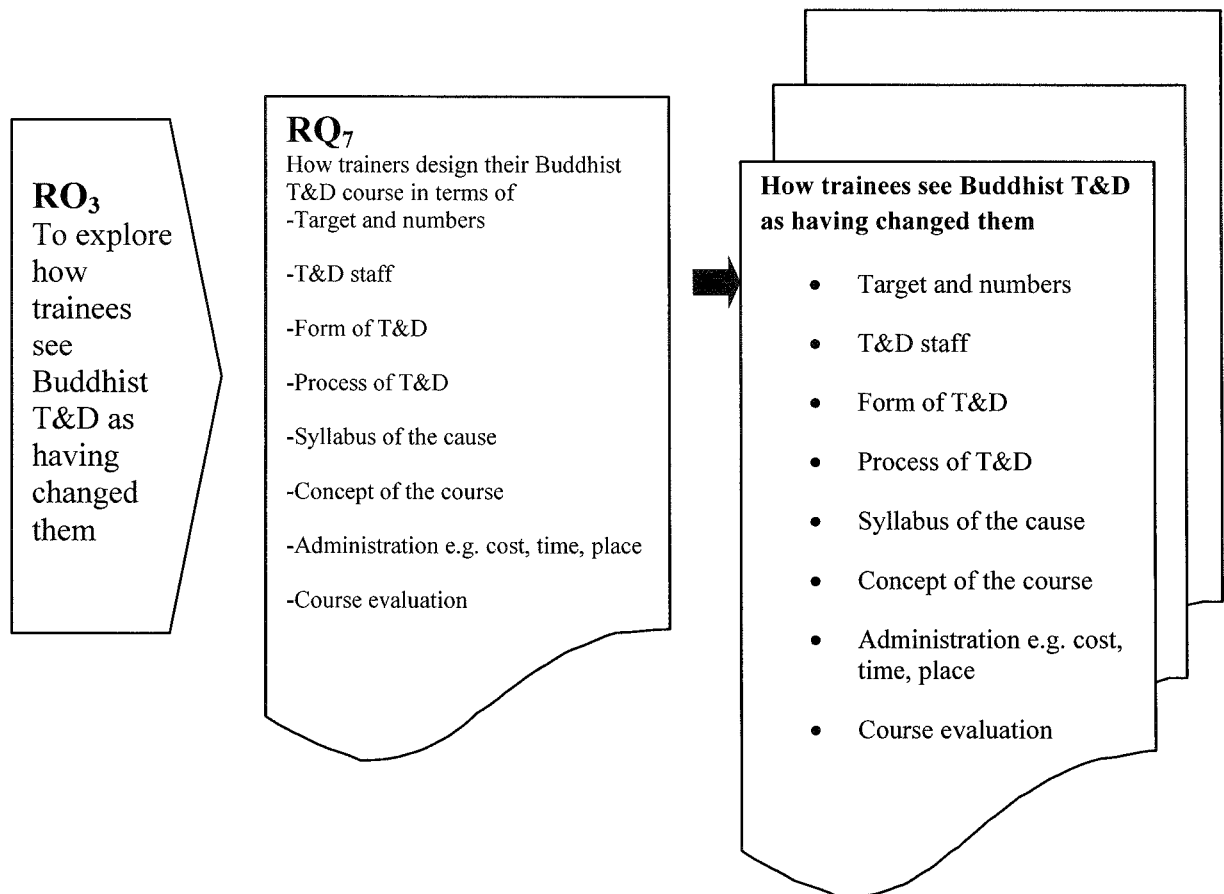 RO₃
To explore
how
trainees
see
Buddhist
T&D as
having
changed
them
RQ₇
How trainers design their Buddhist
T&D course in terms of
-Target and numbers
-T&D staff
-Form of T&D
-Process of T&D
-Syllabus of the cause
-Concept of the course
-Administration e.g. cost, time, place
-Course evaluation
How trainees see Buddhist T&D
as having changed them
• Target and numbers
• T&D staff
• Form of T&D
• Process of T&D
• Syllabus of the cause
• Concept of the course
• Administration e.g. cost,
time, place
• Course evaluation